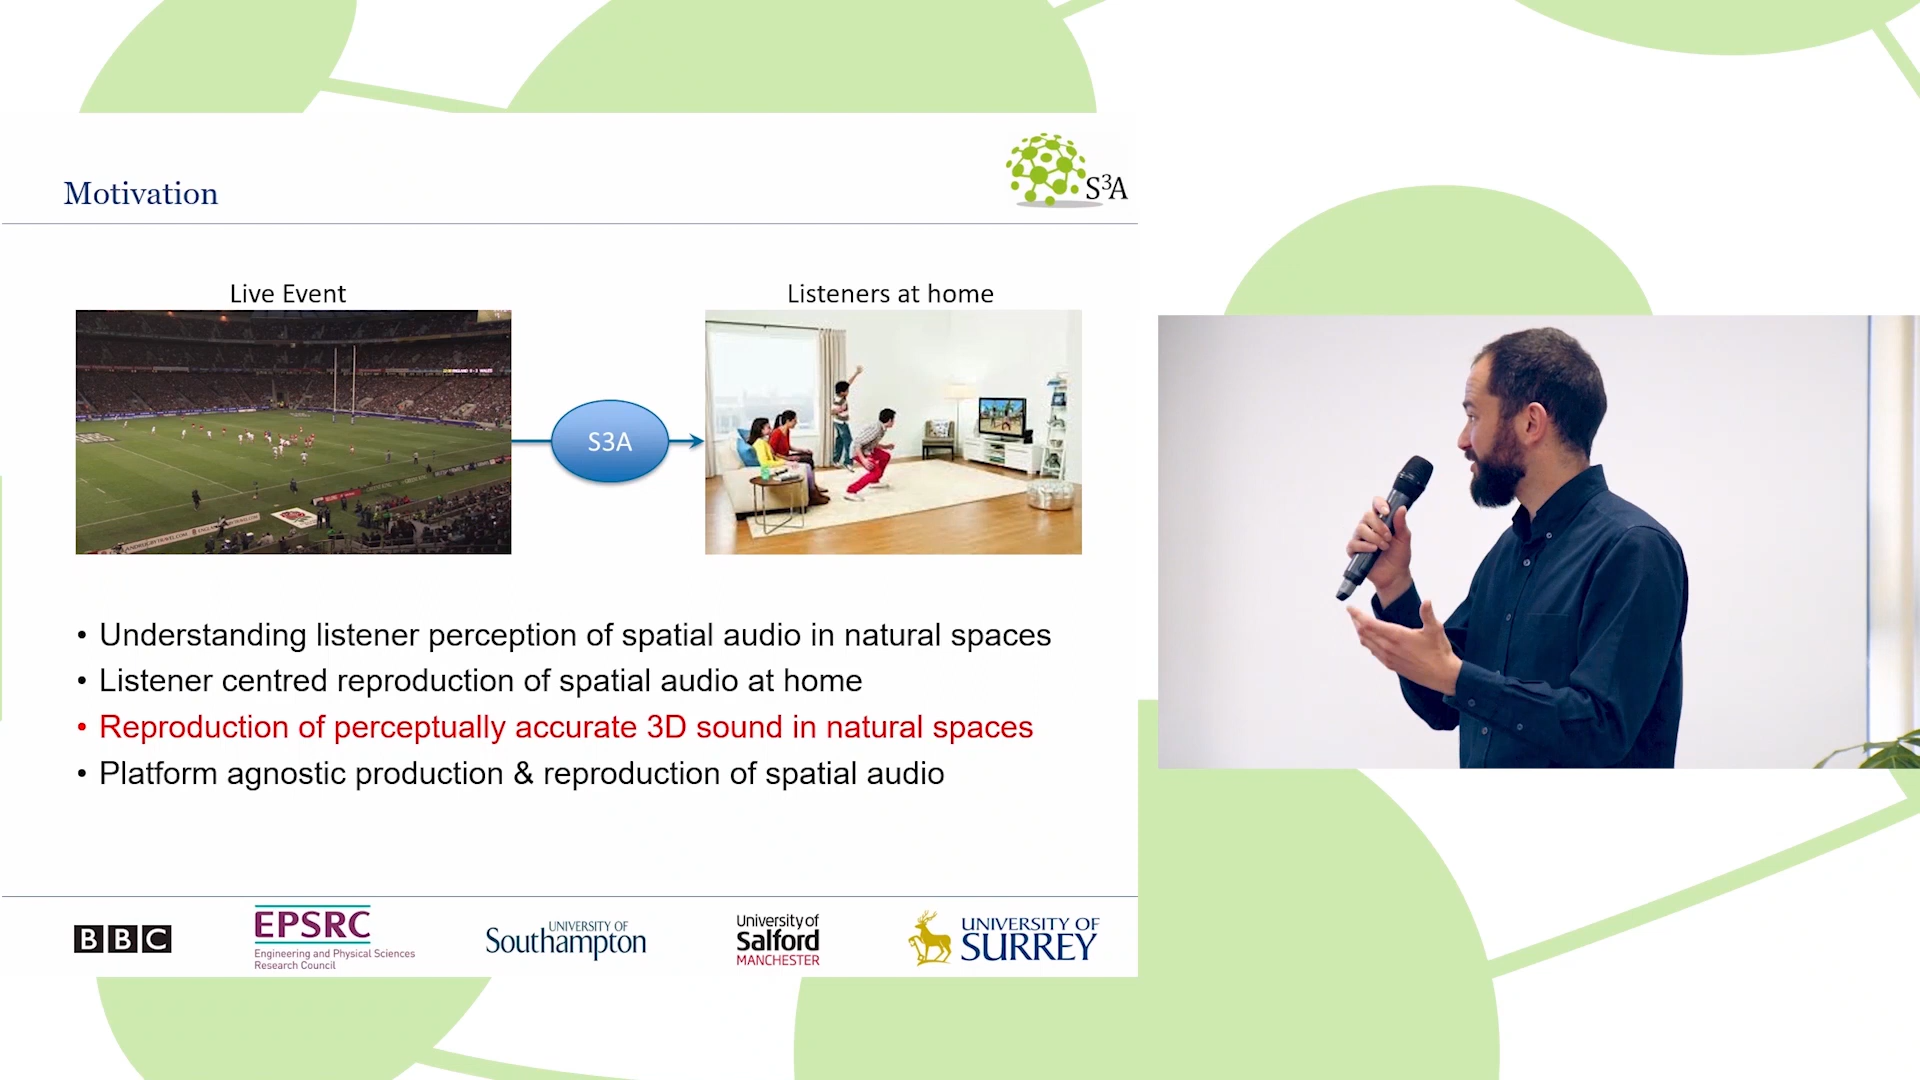 Motivation
S3A
Live Event
Listeners at home
S3A
• Understanding listener perception of spatial audio in natural spaces
• Listener centred reproduction of spatial audio at home
• Reproduction of perceptually accurate 3D sound in natural spaces
• Platform agnostic production & reproduction of spatial audio
BBC
EPSRC
Engineering and Physical Sciences
Research Council
UNIVERSITY OF
Southampton
University of
Salford
MANCHESTER
UNIVERSITY OF
SURREY